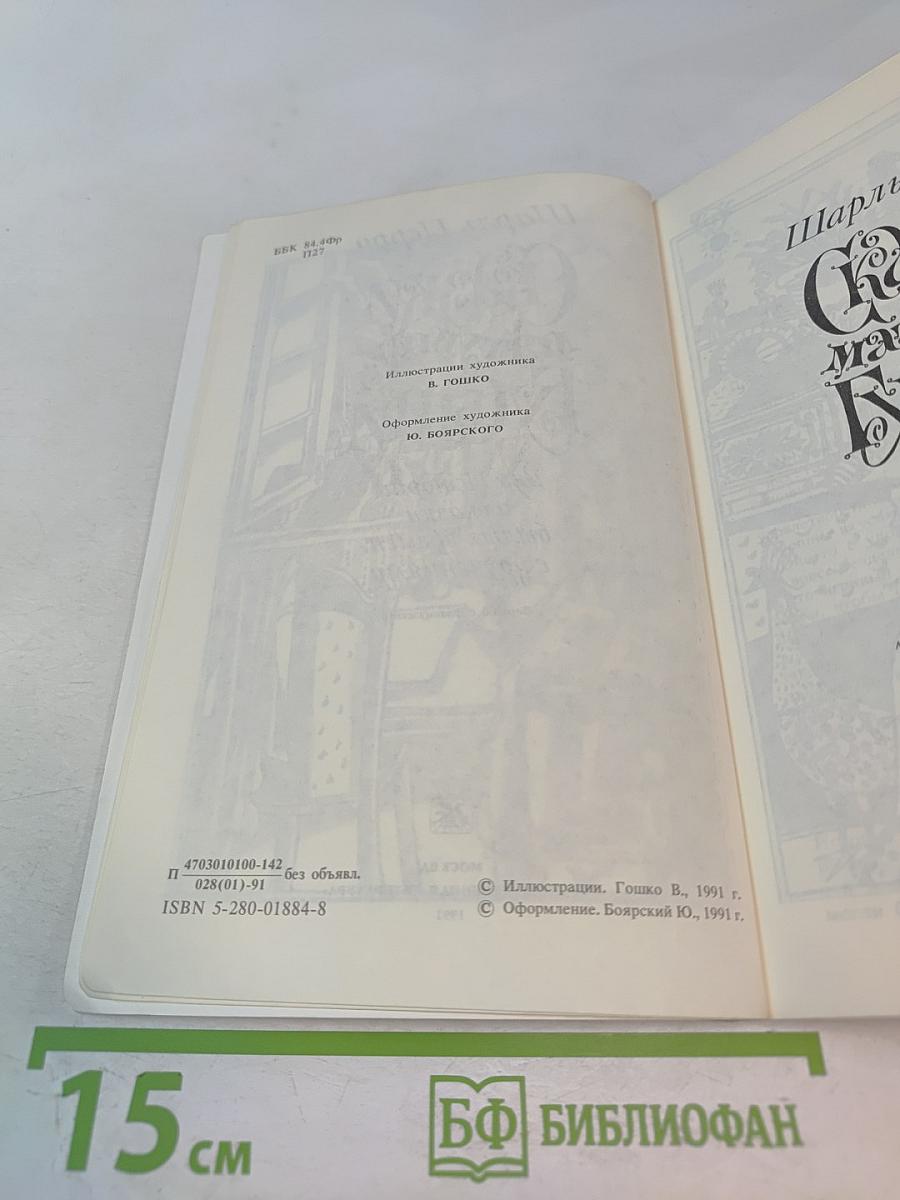 ББК 84.4Фр
П27
Иллюстрации художника
В. ГОШКО
Оформление художника
Ю. БОЯРСКОГО
П 4703010100-142 без объявл.
028(01)-91
ISBN 5-280-01884-8
© Иллюстрации. Гошко В., 1991 г.
© Оформление. Боярский Ю., 1991 г.
Шарль
15 см
БФ БИБЛИОФАН